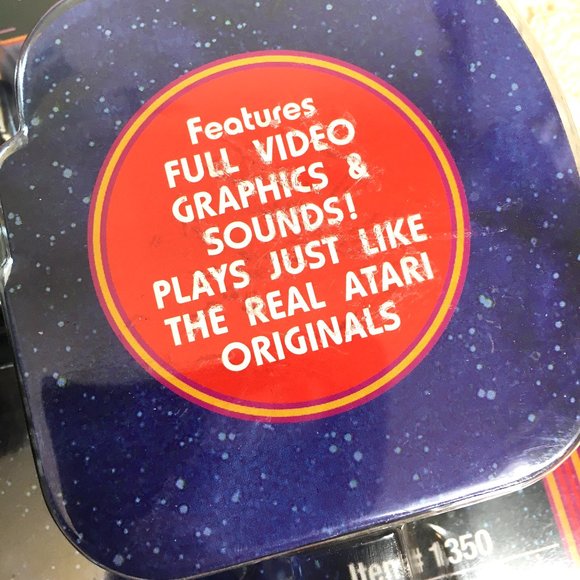 Features
FULL VIDEO
GRAPHICS &
SOUNDS!
PLAYS JUST LIKE
THE REAL ATARI
ORIGINALS
Item# 1350